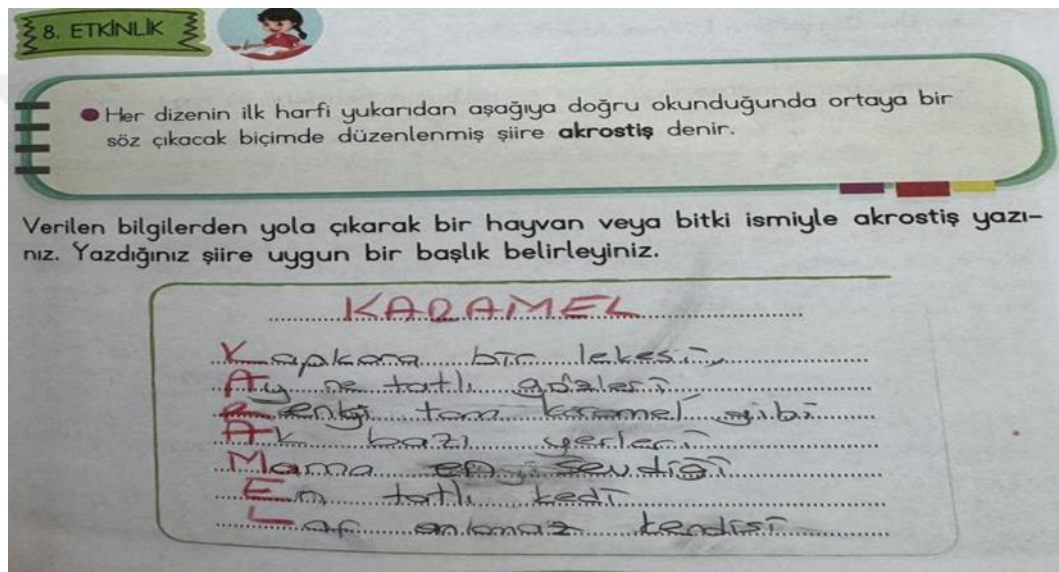 8. ETKİNLİK
Her dizenin ilk harfi yukarıdan aşağıya doğru okunduğunda ortaya bir
söz çıkacak biçimde düzenlenmiş şiire akrostiş denir.
Verilen bilgilerden yola çıkarak bir hayvan veya bitki ismiyle akrostiş yazı-
nız. Yazdığınız şiire uygun bir başlık belirleyiniz.
KARAMEL
Kapkara bir lekesi,
Ay ne tatlı gözleri
Rengi tam karamel gibi
Ak bazı yerleri
Mama en sevdiği
En tatlı kedi
Laf anlamaz kendisi